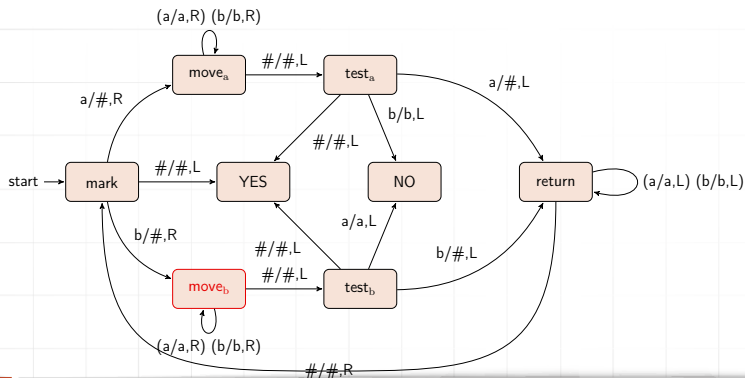 (a/a,R) (b/b,R)
move_a
#/#,L
test_a
a/#,L
a/#,R
b/b,L
#/#,L
start
mark
#/#,L
YES
NO
return
(a/a,L) (b/b,L)
a/a,L
b/#,R
#/#,L
b/#,L
move_b
#/#,L
test_b
(a/a,R) (b/b,R)
#/#,R